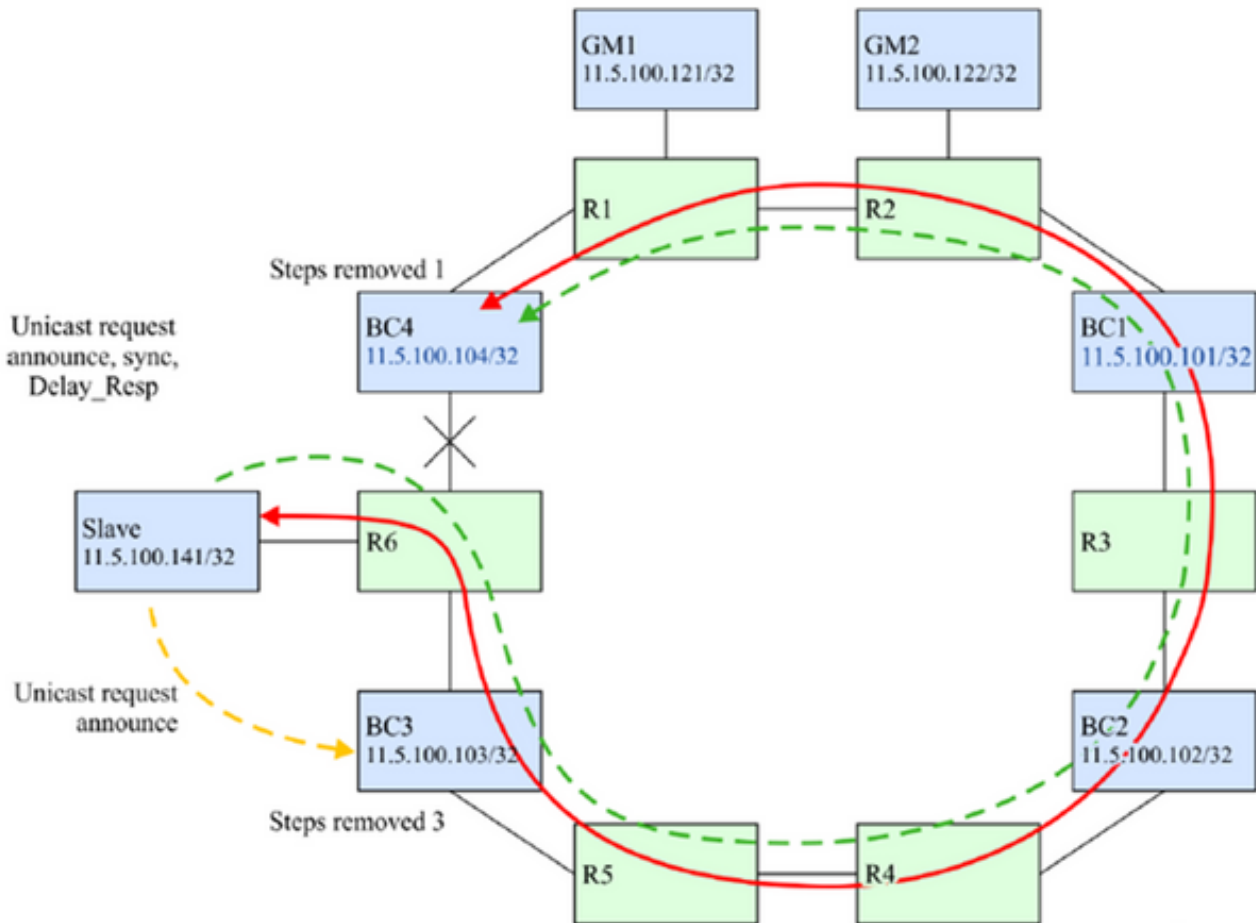 GM1
11.5.100.121/32
GM2
11.5.100.122/32
R1
R2
Steps removed 1
BC4
11.5.100.104/32
BC1
11.5.100.101/32
Unicast request
announce, sync,
Delay_Resp
Slave
11.5.100.141/32
R6
R3
Unicast request
announce
BC3
11.5.100.103/32
BC2
11.5.100.102/32
Steps removed 3
R5
R4